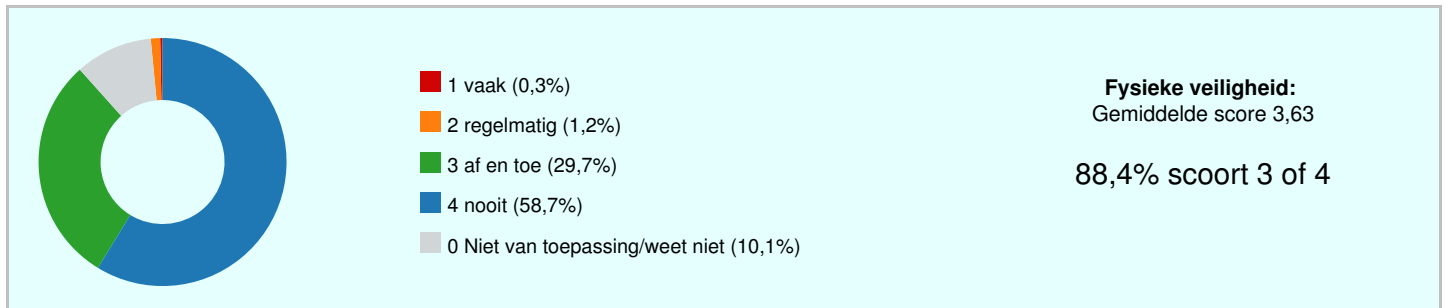 1 vaak (0,3%)
2 regelmatig (1,2%)
3 af en toe (29,7%)
4 nooit (58,7%)
0 Niet van toepassing/weet niet (10,1%)
Fysieke veiligheid:
Gemiddelde score 3,63
88,4% scoort 3 of 4